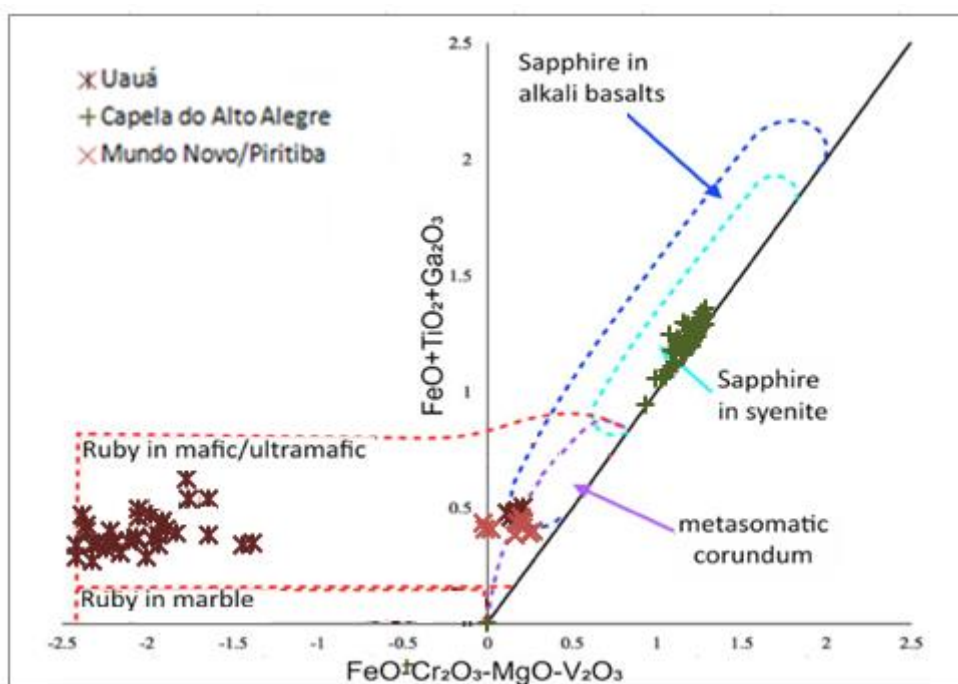 Uauá
Capela do Alto Alegre
Mundo Novo/Piritiba
Sapphire in
alkali basalts
Sapphire
in syenite
metasomatic
corundum
Ruby in mafic/ultramafic
Ruby in marble
FeO+TiO₂+Ga₂O₃
2.5
2
1.5
1
0.5
-2.5 -2 -1.5 -1 -0.5 0 0.5 1 1.5 2 2.5
FeO-Cr₂O₃-MgO-V₂O₃